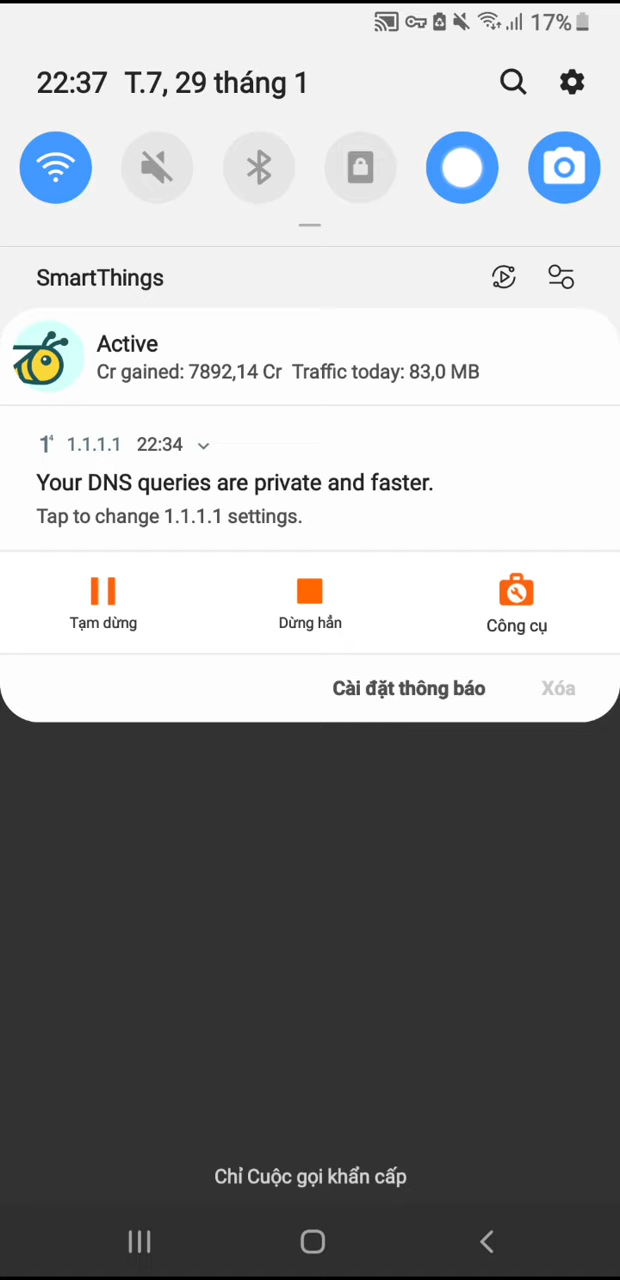 17%
22:37 T.7, 29 tháng 1
SmartThings
Active
Cr gained: 7892,14 Cr Traffic today: 83,0 MB
1.1.1.1 22:34
Your DNS queries are private and faster.
Tap to change 1.1.1.1 settings.
Tạm dừng Dừng hẳn Công cụ
Cài đặt thông báo Xóa
Chỉ Cuộc gọi khẩn cấp